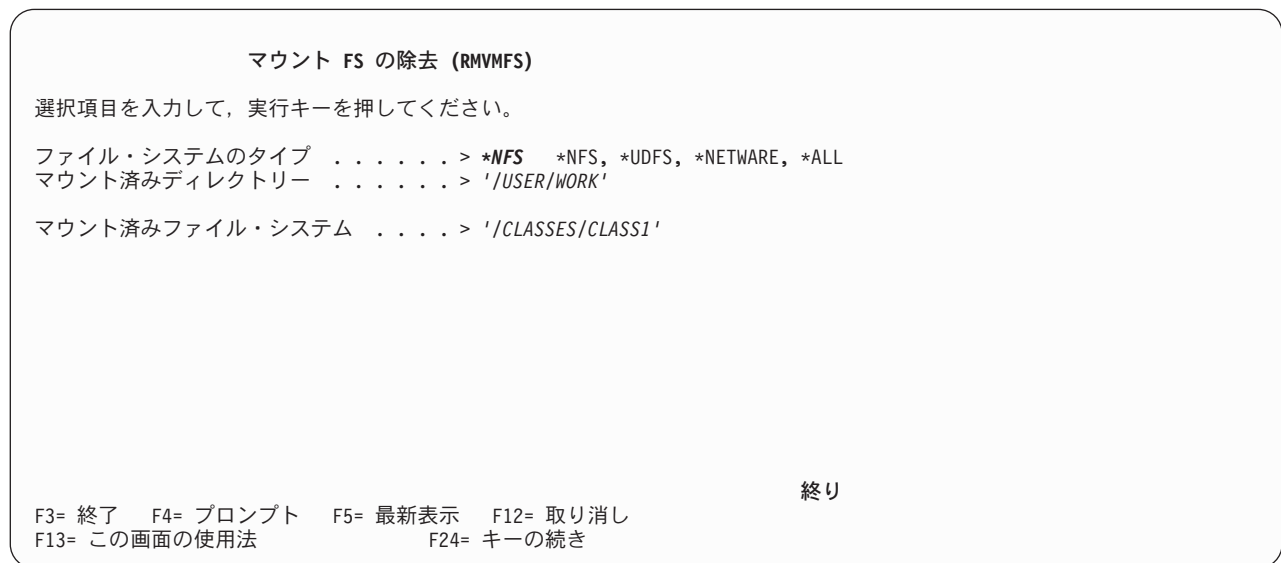 マウント FS の除去 (RMVMFS)
選択項目を入力して，実行キーを押してください。
ファイル・システムのタイプ . . . . . . > *NFS *NFS, *UDFS, *NETWARE, *ALL
マウント済みディレクトリー . . . . . . > '/USER/WORK'
マウント済みファイル・システム . . . . > '/CLASSES/CLASS1'
終り
F3= 終了 F4= プロンプト F5= 最新表示 F12= 取り消し
F13= この画面の使用法 F24= キーの続き